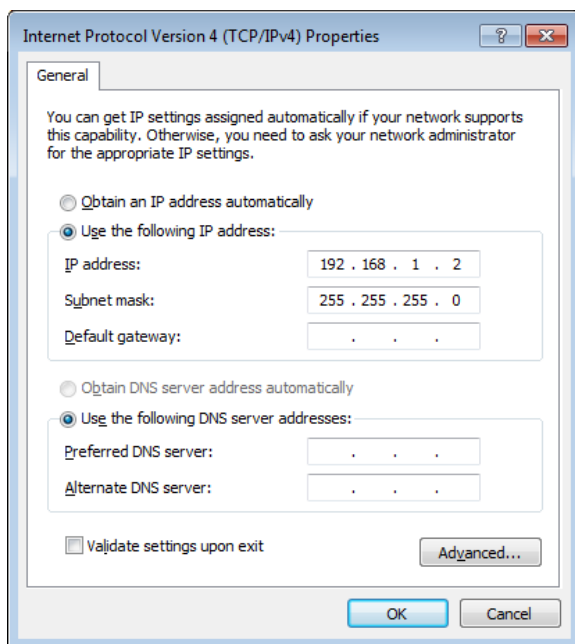 Internet Protocol Version 4 (TCP/IPv4) Properties
General
You can get IP settings assigned automatically if your network supports
this capability. Otherwise, you need to ask your network administrator
for the appropriate IP settings.
Obtain an IP address automatically
Use the following IP address:
IP address: 192 . 168 . 1 . 2
Subnet mask: 255 . 255 . 255 . 0
Default gateway: . . .
Obtain DNS server address automatically
Use the following DNS server addresses:
Preferred DNS server: . . .
Alternate DNS server: . . .
Validate settings upon exit
Advanced...
OK Cancel